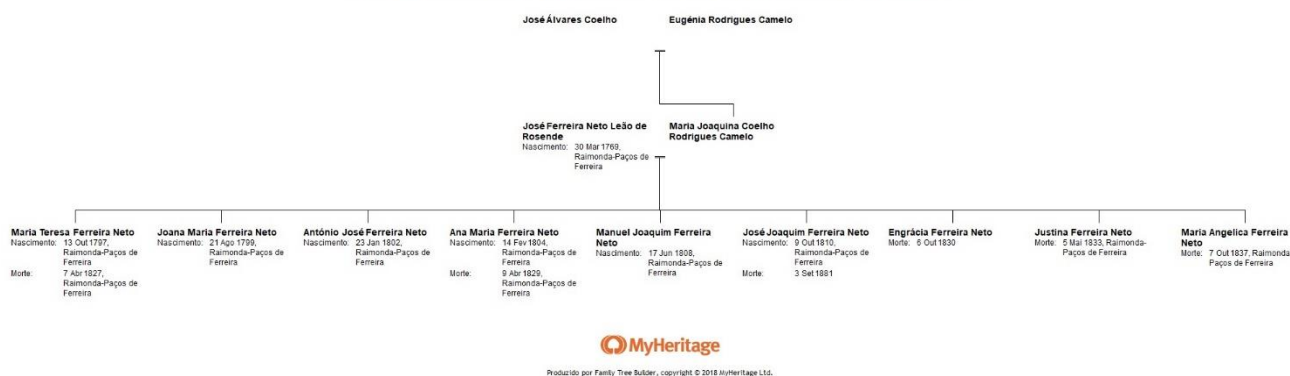 José Álvares Coelho
Eugénia Rodrigues Camelo
José Ferreira Neto Leão de
Rosende
Nascimento: 30 Mar 1769,
Raimonda-Paços de
Ferreira
Maria Joaquina Coelho
Rodrigues Camelo
Maria Teresa Ferreira Neto
Nascimento: 13 Out 1797,
Raimonda-Paços de
Ferreira
Morte: 7 Abr 1827,
Raimonda-Paços de
Ferreira
Joana Maria Ferreira Neto
Nascimento: 21 Ago 1799,
Raimonda-Paços de
Ferreira
António José Ferreira Neto
Nascimento: 23 Jan 1802,
Raimonda-Paços de
Ferreira
Ana Maria Ferreira Neto
Nascimento: 14 Fev 1804,
Raimonda-Paços de
Ferreira
Morte: 9 Abr 1829,
Raimonda-Paços de
Ferreira
Manuel Joaquim Ferreira
Neto
Nascimento: 17 Jun 1808,
Raimonda-Paços de
Ferreira
José Joaquim Ferreira Neto
Nascimento: 9 Out 1810,
Raimonda-Paços de
Ferreira
Morte: 3 Set 1881
Engrácia Ferreira Neto
Morte: 6 Out 1830
Justina Ferreira Neto
Morte: 5 Mai 1833, Raimonda-
Paços de Ferreira
Maria Angelica Ferreira
Neto
Morte: 7 Out 1837, Raimonda
Paços de Ferreira
MyHeritage
Produzido por Family Tree Builder, copyright © 2018 MyHeritage Ltd.